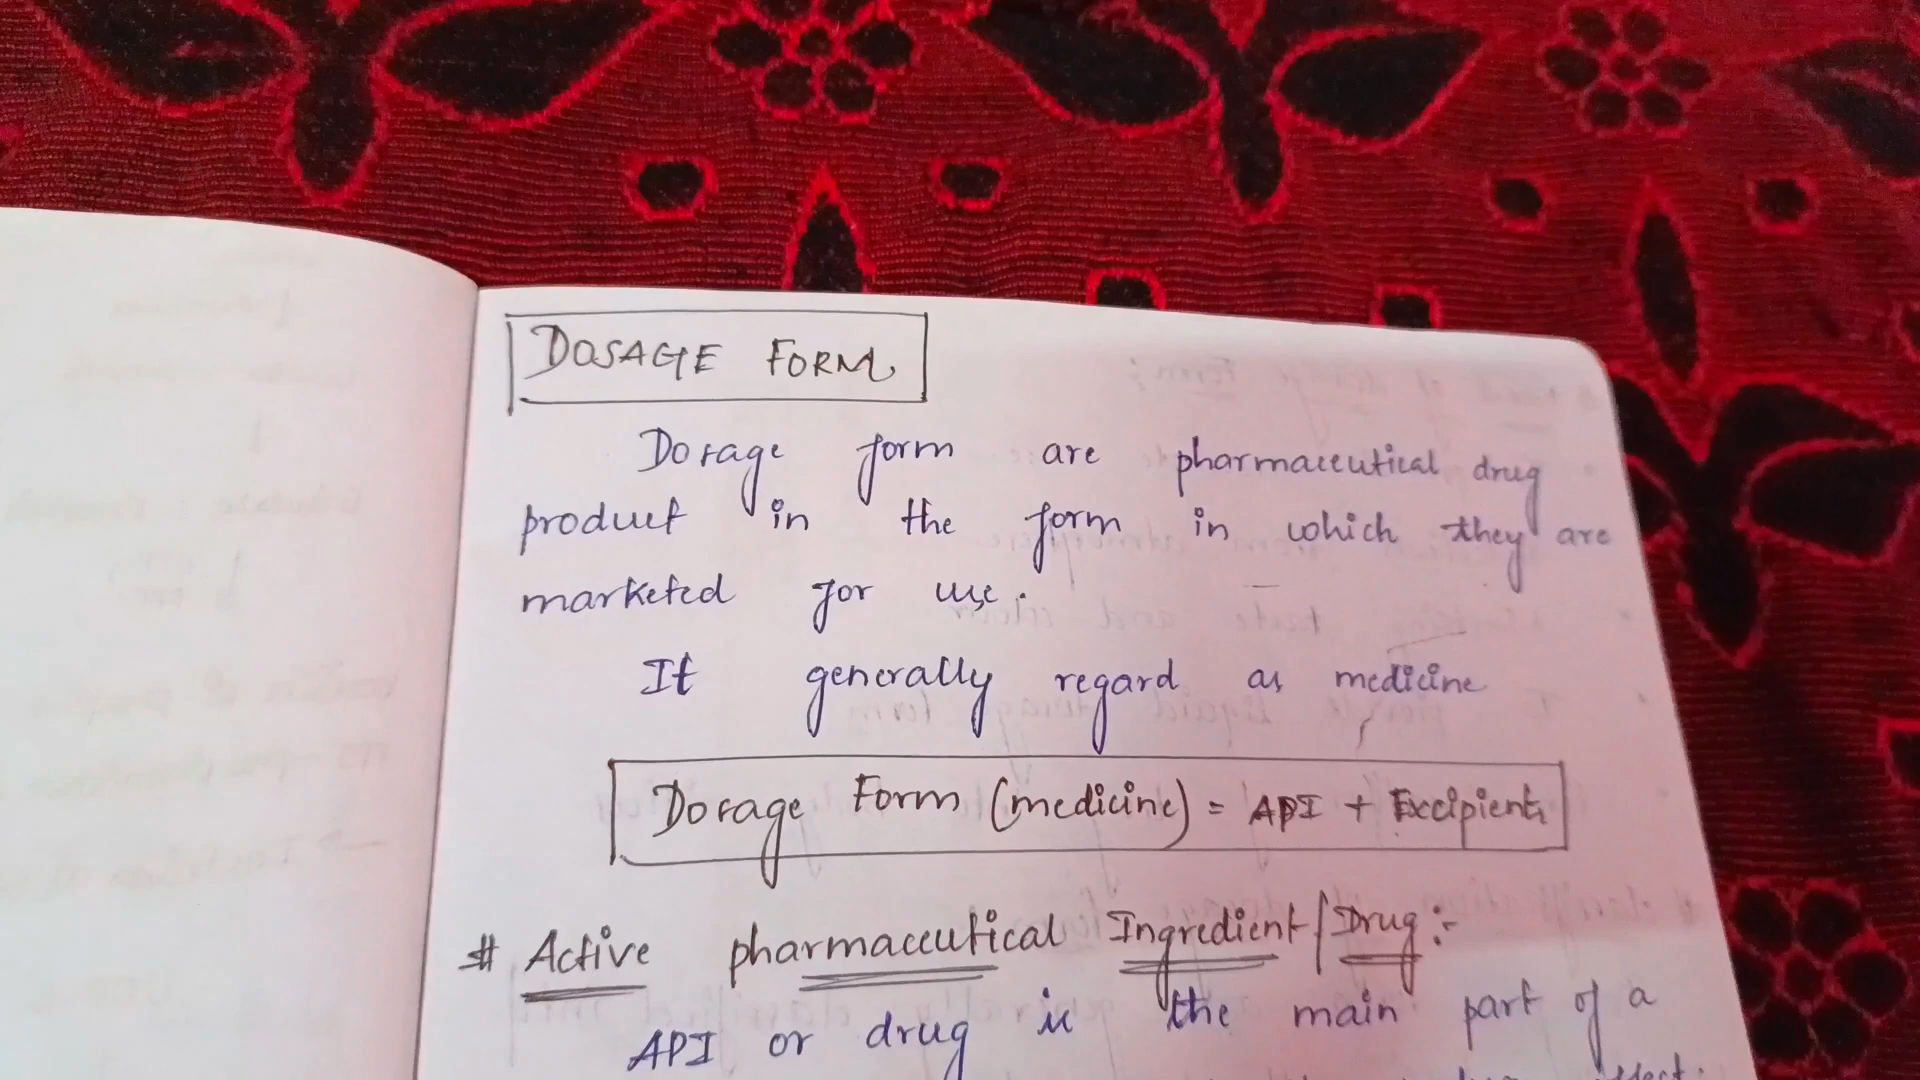 DOSAGE FORM
Dosage form are pharmaceutical drug
product in the form in which they are
marketed for use.
It generally regard as medicine
Dosage Form (medicine) = API + Excipients
# Active pharmaceutical Ingredient/Drug:-
API or drug is the main part of a